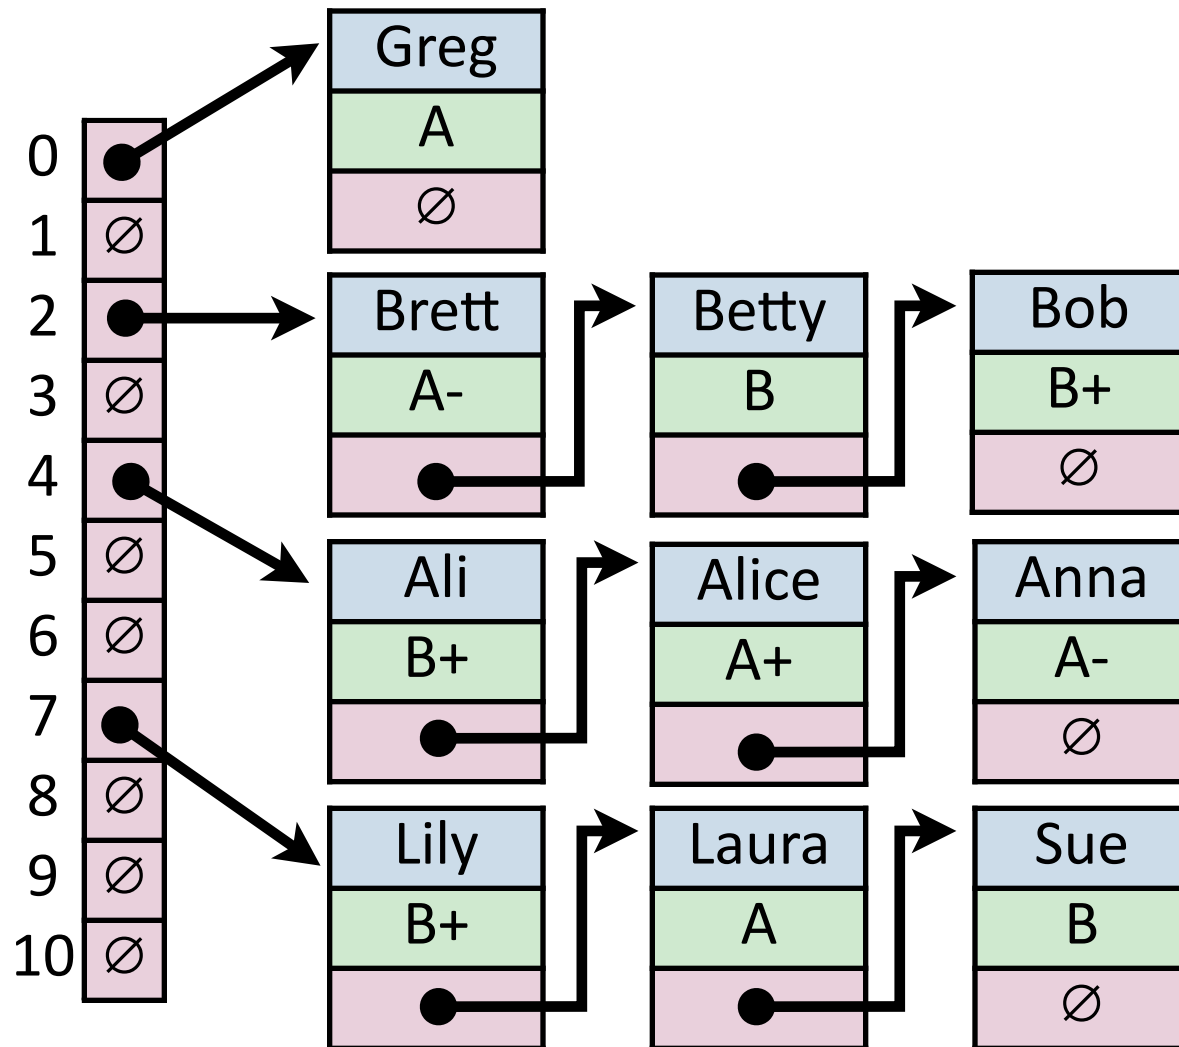 Greg
A
∅
0
1 ∅
2
3 ∅
4
5 ∅
6 ∅
7
8 ∅
9 ∅
10 ∅
Brett Betty Bob
A- B B+
∅
Ali Alice Anna
B+ A+ A-
∅
Lily Laura Sue
B+ A B
∅